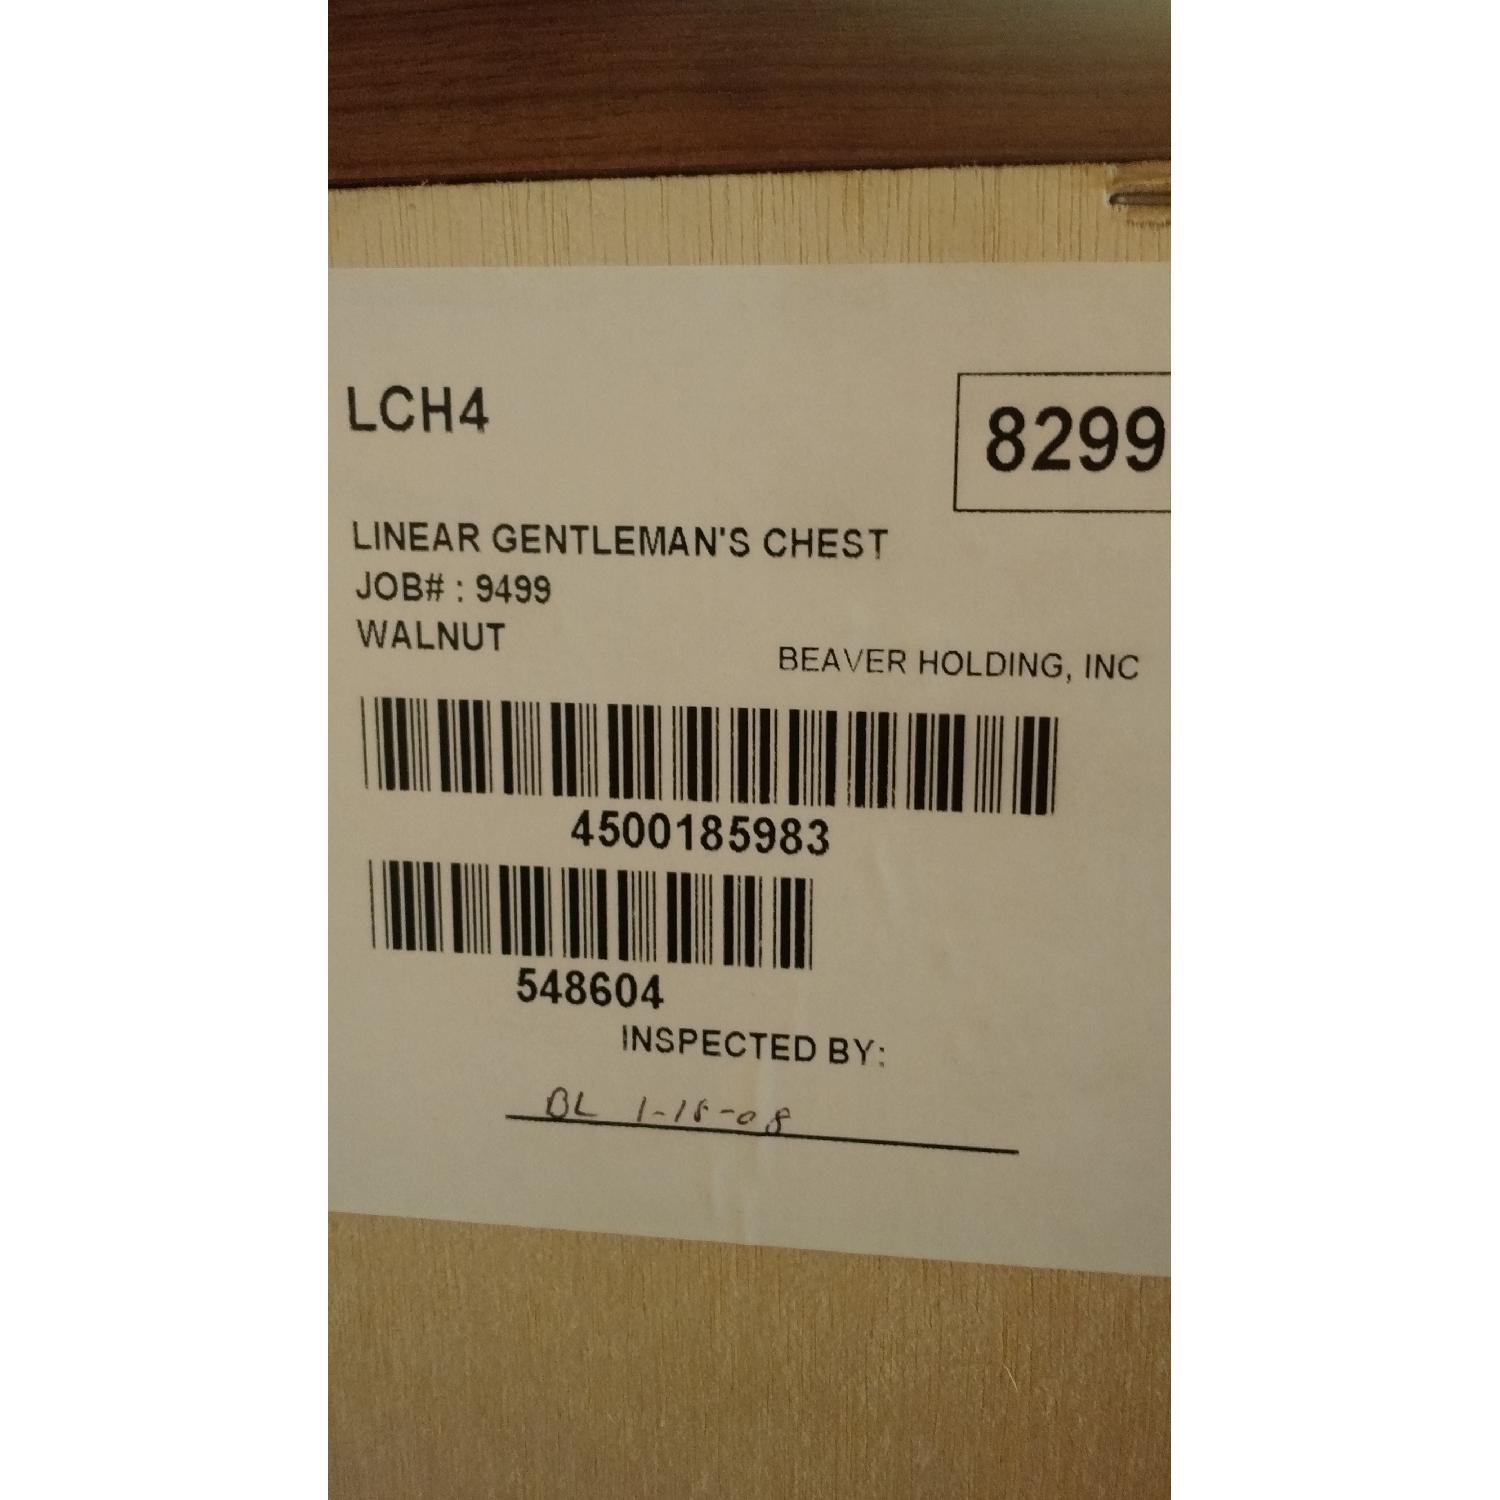 LCH4
8299
LINEAR GENTLEMAN'S CHEST
JOB# : 9499
WALNUT
BEAVER HOLDING, INC
4500185983
548604
INSPECTED BY:
BL 1-18-08